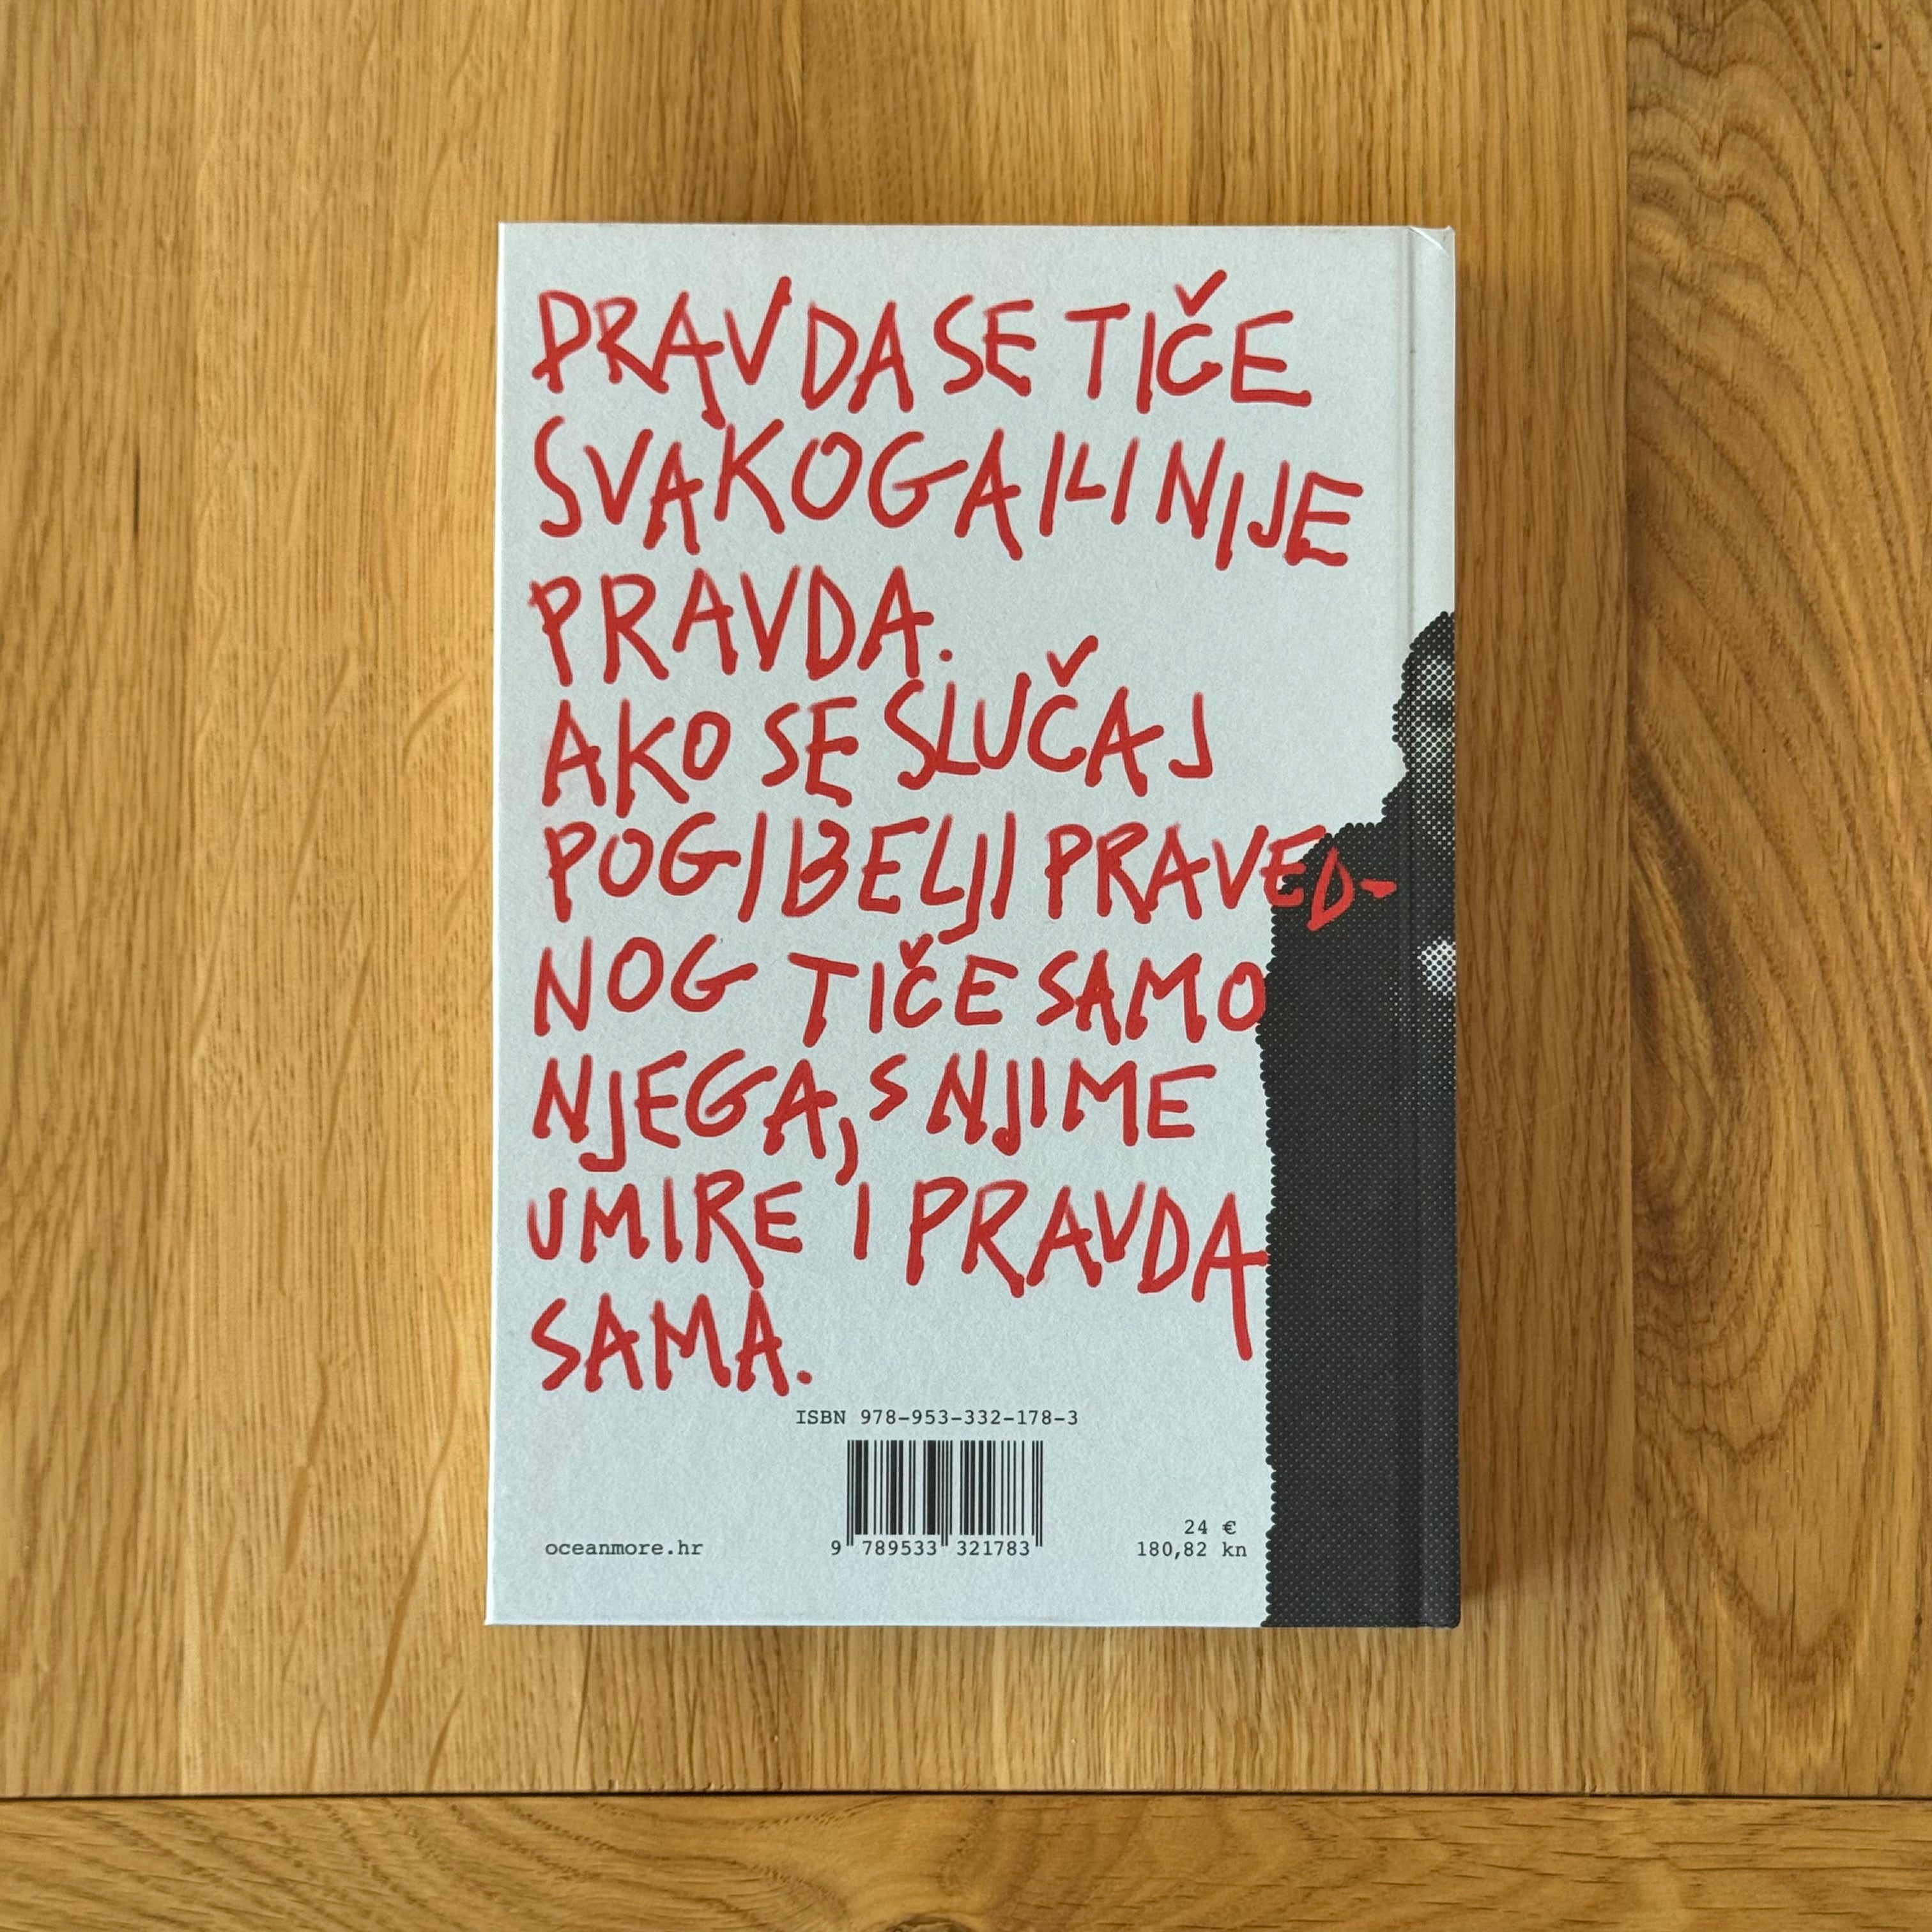 PRAVDA SE TIČE
SVAKOGA ILI NIJE
PRAVDA.
AKO SE SLUČAJ
POGIBELJI PRAVED-
NOG TIČE SAMO
NJEGA, S NJIME
UMIRE I PRAVDA
SAMA.
ISBN 978-953-332-178-3
9 789533 321783
oceanmore.hr
24 €
180,82 kn